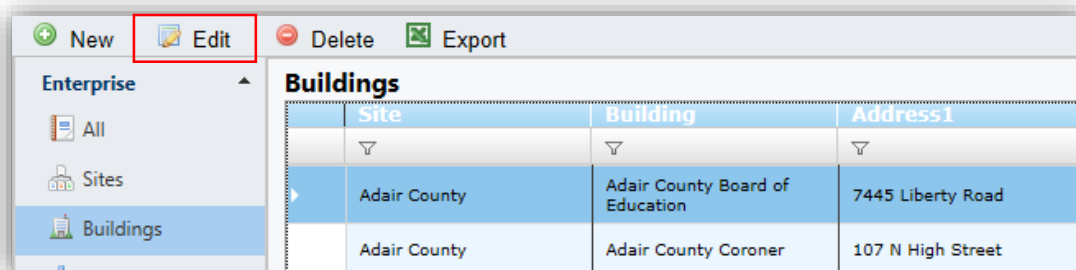 New Edit Delete Export
Enterprise
All
Sites
Buildings
Buildings
Site Building Address1
Adair County Adair County Board of Education 7445 Liberty Road
Adair County Adair County Coroner 107 N High Street